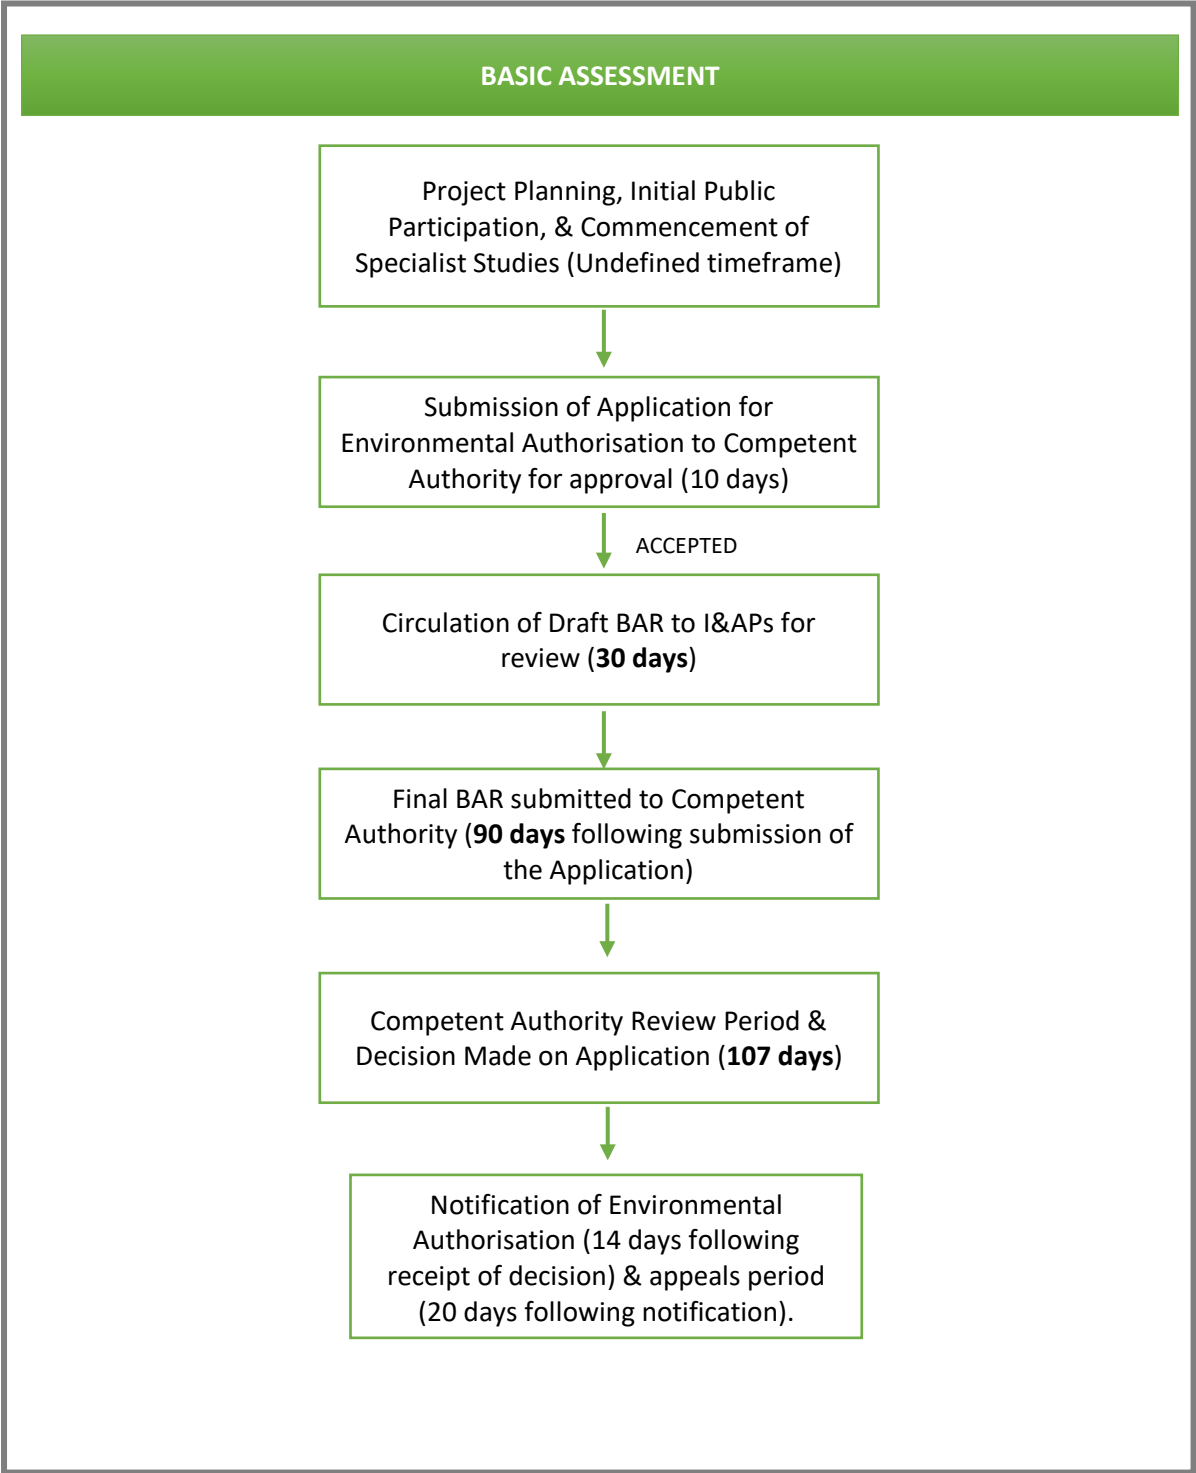 BASIC ASSESSMENT
Project Planning, Initial Public
Participation, & Commencement of
Specialist Studies (Undefined timeframe)
Submission of Application for
Environmental Authorisation to Competent
Authority for approval (10 days)
ACCEPTED
Circulation of Draft BAR to I&APs for
review (30 days)
Final BAR submitted to Competent
Authority (90 days following submission of
the Application)
Competent Authority Review Period &
Decision Made on Application (107 days)
Notification of Environmental
Authorisation (14 days following
receipt of decision) & appeals period
(20 days following notification).